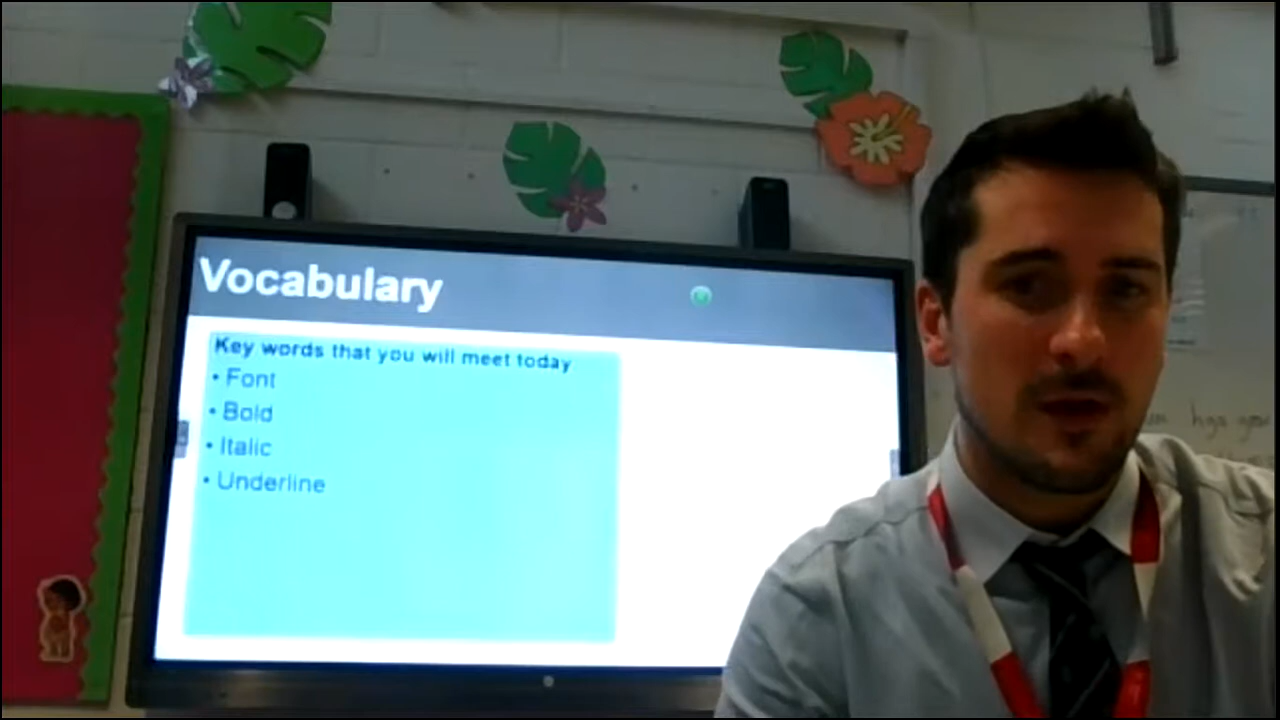 Vocabulary
Key words that you will meet today
• Font
• Bold
• Italic
• Underline